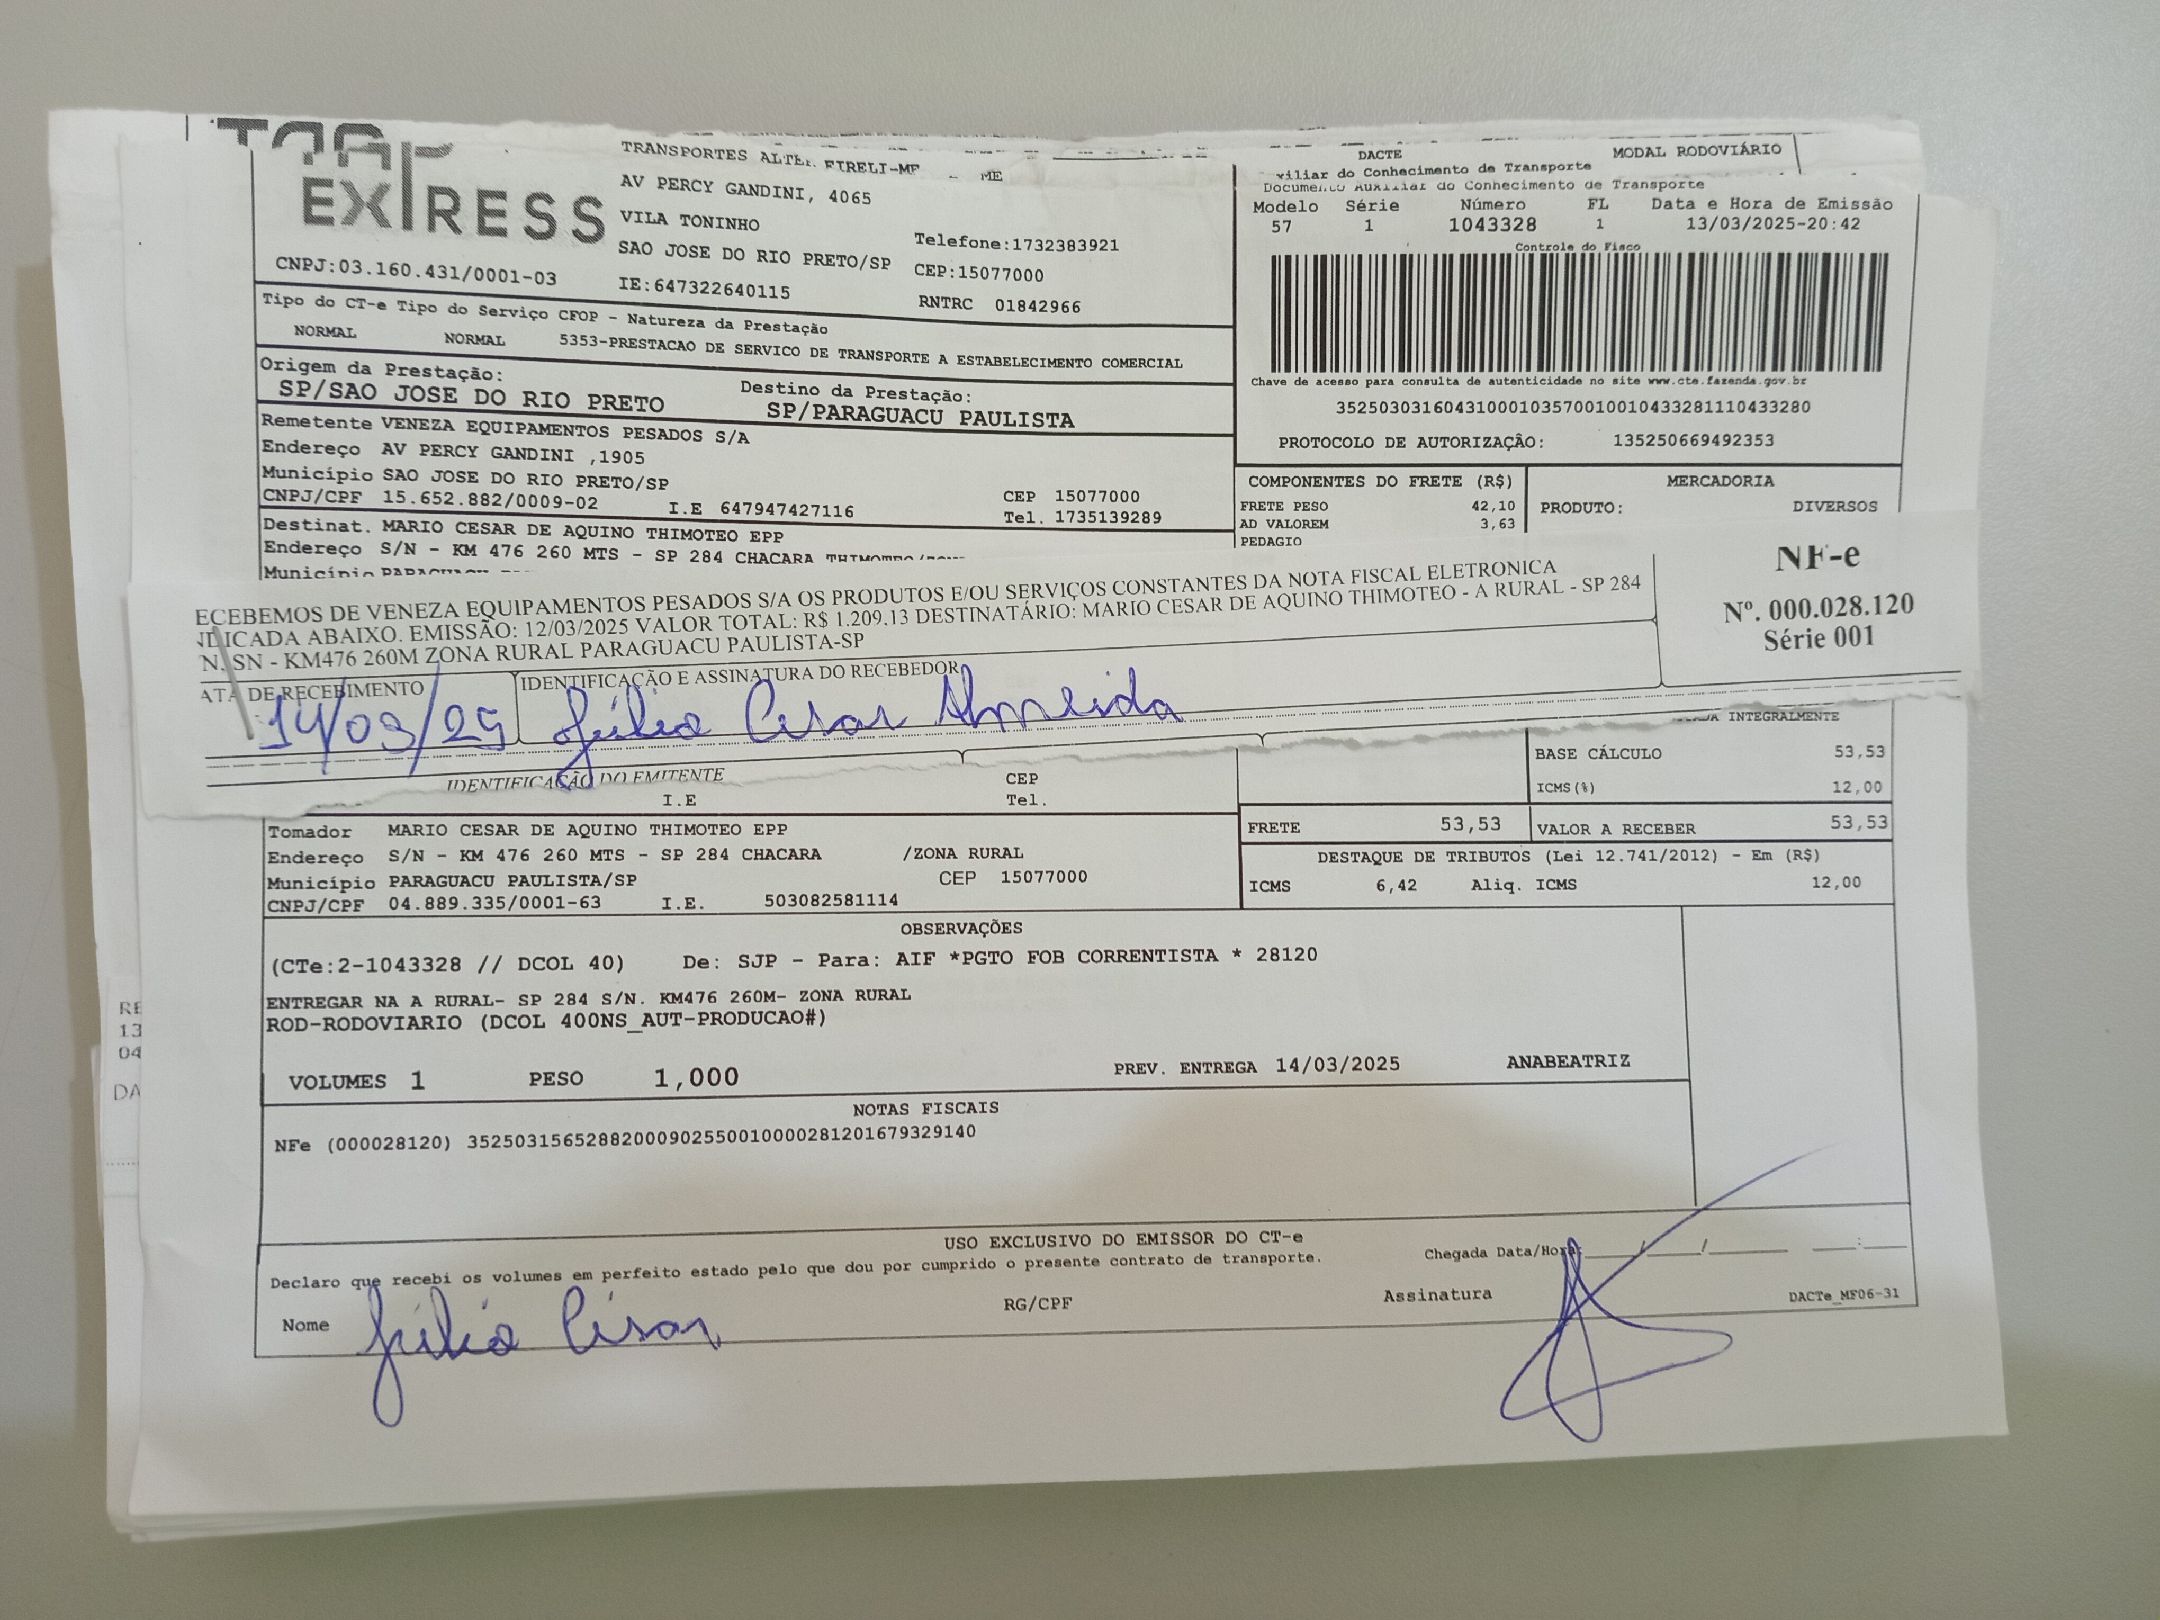 EXPRESS
CNPJ:03.160.431/0001-03
TRANSPORTES EIRELI-ME
ME
AV PERCY GANDINI, 4065
VILA TONINHO
SAO JOSE DO RIO PRETO/SP
IE:647322640115
Telefone:1732383921
CEP:15077000
RNTRC 01842966
DACTE MODAL RODOVIÁRIO
do Conhecimento de Transporte
do Conhecimento de Transporte
Modelo Série Número FL Data e Hora de Emissão
57 1 1043328 1 13/03/2025-20:42
Controle do Fisco
Chave de acesso para consulta de autenticidade no site www.cte.fazenda.gov.br
35250303160431000103570010010433281110433280
PROTOCOLO DE AUTORIZAÇÃO: 135250669492353
Tipo do CT-e Tipo do Serviço CFOP - Natureza da Prestação
NORMAL NORMAL 5353-PRESTACAO DE SERVICO DE TRANSPORTE A ESTABELECIMENTO COMERCIAL
Origem da Prestação: Destino da Prestação:
SP/SAO JOSE DO RIO PRETO SP/PARAGUACU PAULISTA
Remetente VENEZA EQUIPAMENTOS PESADOS S/A
Endereço AV PERCY GANDINI ,1905
Município SAO JOSE DO RIO PRETO/SP CEP 15077000
CNPJ/CPF 15.652.882/0009-02 I.E 647947427116 Tel. 1735139289
Destinat. MARIO CESAR DE AQUINO THIMOTEO EPP
Endereço S/N - KM 476 260 MTS - SP 284 CHACARA
Município
COMPONENTES DO FRETE (R$)
FRETE PESO 42,10
AD VALOREM 3,63
PEDAGIO
MERCADORIA
PRODUTO: DIVERSOS
ECEBEMOS DE VENEZA EQUIPAMENTOS PESADOS S/A OS PRODUTOS E/OU SERVIÇOS CONSTANTES DA NOTA FISCAL ELETRONICA
ICADA ABAIXO. EMISSÃO: 12/03/2025 VALOR TOTAL: R$ 1.209.13 DESTINATÁRIO: MARIO CESAR DE AQUINO THIMOTEO - A RURAL - SP 284
N. SN - KM476 260M ZONA RURAL PARAGUACU PAULISTA-SP
NF-e
Nº. 000.028.120
Série 001
ATA DE RECEBIMENTO IDENTIFICAÇÃO E ASSINATURA DO RECEBEDOR
14/03/25 Júlio Cesar Almeida
IDENTIFICAÇÃO DO EMITENTE
CEP
I.E Tel.
INTEGRALMENTE
BASE CÁLCULO 53,53
ICMS(%) 12,00
Tomador MARIO CESAR DE AQUINO THIMOTEO EPP
Endereço S/N - KM 476 260 MTS - SP 284 CHACARA /ZONA RURAL
Município PARAGUACU PAULISTA/SP CEP 15077000
CNPJ/CPF 04.889.335/0001-63 I.E. 503082581114
FRETE 53,53 VALOR A RECEBER 53,53
DESTAQUE DE TRIBUTOS (Lei 12.741/2012) - Em (R$)
ICMS 6,42 Aliq. ICMS 12,00
OBSERVAÇÕES
(CTe:2-1043328 // DCOL 40) De: SJP - Para: AIF *PGTO FOB CORRENTISTA * 28120
ENTREGAR NA A RURAL- SP 284 S/N. KM476 260M- ZONA RURAL
ROD-RODOVIARIO (DCOL 400NS_AUT-PRODUCAO#)
VOLUMES 1 PESO 1,000 PREV. ENTREGA 14/03/2025 ANABEATRIZ
NOTAS FISCAIS
NFe (000028120) 35250315652882000902550010000281201679329140
USO EXCLUSIVO DO EMISSOR DO CT-e
Declaro que recebi os volumes em perfeito estado pelo que dou por cumprido o presente contrato de transporte.
Chegada Data/Hora:
Nome Júlio César RG/CPF Assinatura
DACTe_MF06-31
RE
13
04
DA